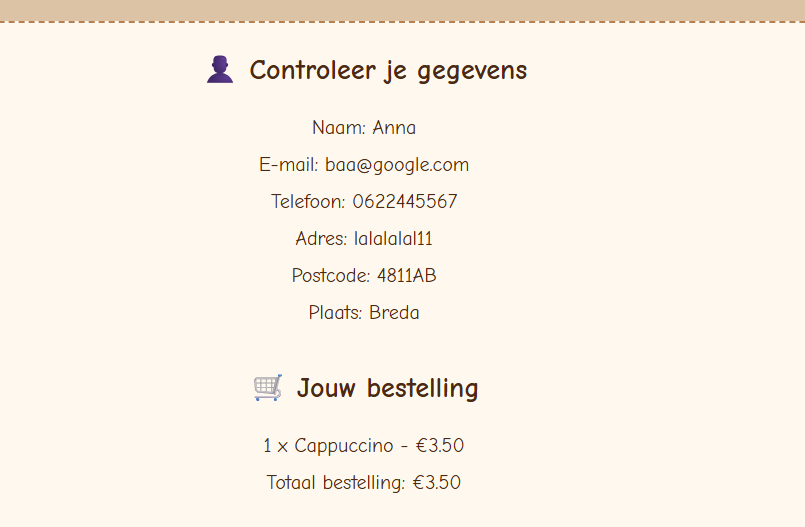 Controleer je gegevens
Naam: Anna
E-mail: baa@google.com
Telefoon: 0622445567
Adres: lalalalal11
Postcode: 4811AB
Plaats: Breda
Jouw bestelling
1 x Cappuccino - €3.50
Totaal bestelling: €3.50